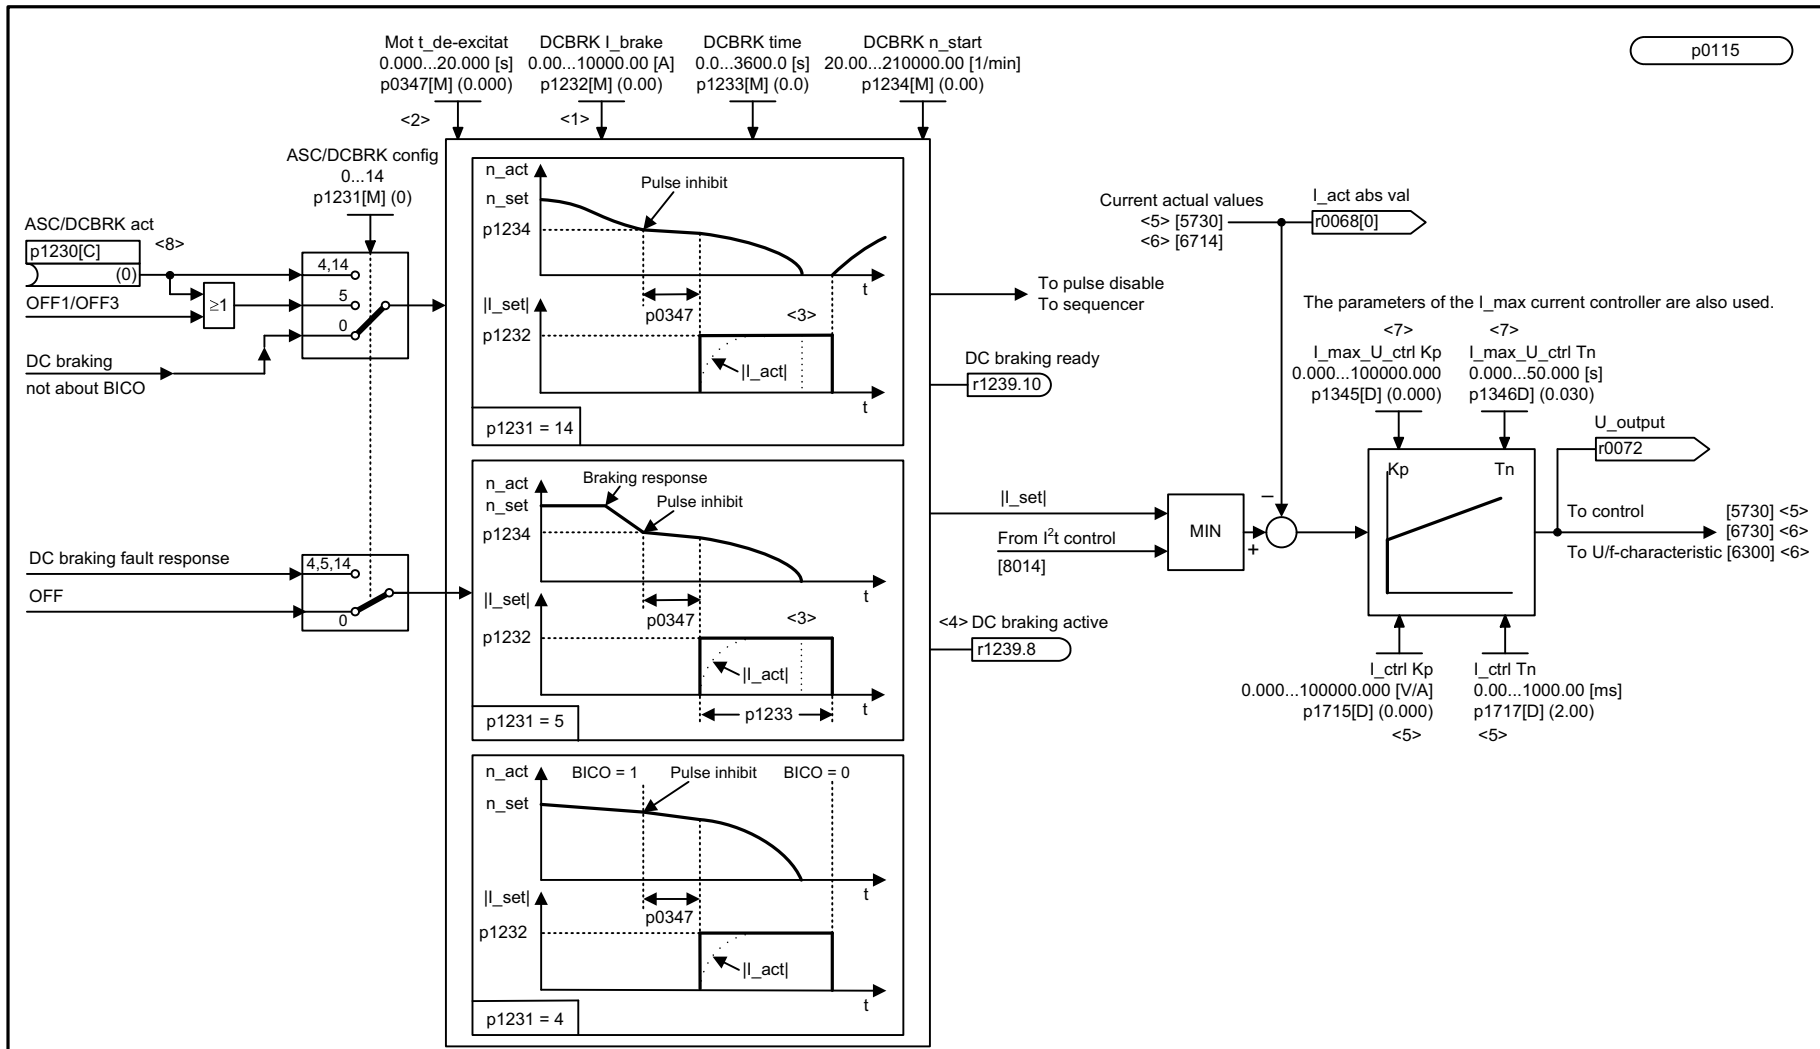 Mot t_de-excitat
0.000...20.000 [s]
p0347[M] (0.000)
<2>
DCBRK I_brake
0.00...10000.00 [A]
p1232[M] (0.00)
<1>
DCBRK time
0.0...3600.0 [s]
p1233[M] (0.0)
DCBRK n_start
20.00...210000.00 [1/min]
p1234[M] (0.00)
p0115
ASC/DCBRK config
0...14
p1231[M] (0)
ASC/DCBRK act
p1230[C]
(0)
<8>
OFF1/OFF3
≥1
DC braking
not about BICO
4,14
5
0
DC braking fault response
OFF
4,5,14
0
n_act
n_set
p1234
Pulse inhibit
t
|I_set|
p0347
<3>
p1232
|I_act|
t
p1231 = 14
n_act
Braking response
n_set
Pulse inhibit
p1234
t
|I_set|
p0347
<3>
p1232
|I_act|
p1233
t
p1231 = 5
n_act
BICO = 1
Pulse inhibit
BICO = 0
n_set
t
|I_set|
p0347
p1232
|I_act|
t
p1231 = 4
Current actual values
<5> [5730]
<6> [6714]
I_act abs val
r0068[0]
To pulse disable
To sequencer
DC braking ready
r1239.10
|I_set|
From I²t control
[8014]
MIN
–
+
<4> DC braking active
r1239.8
The parameters of the I_max current controller are also used.
<7>
I_max_U_ctrl Kp
0.000...100000.000
p1345[D] (0.000)
<7>
I_max_U_ctrl Tn
0.000...50.000 [s]
p1346D] (0.030)
U_output
r0072
Kp
Tn
To control
[5730] <5>
[6730] <6>
To U/f-characteristic [6300] <6>
I_ctrl Kp
0.000...100000.000 [V/A]
p1715[D] (0.000)
<5>
I_ctrl Tn
0.00...1000.00 [ms]
p1717[D] (2.00)
<5>